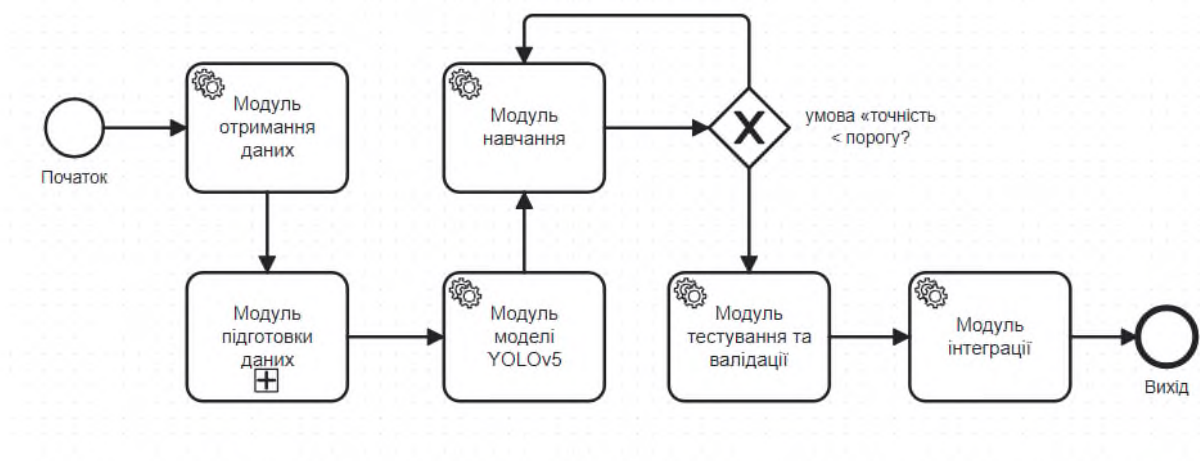 Початок
Модуль
отримання
даних
Модуль
підготовки
даних
Модуль
моделі
YOLOv5
Модуль
навчання
умова «точність
< порогу?
Модуль
тестування та
валідації
Модуль
інтеграції
Вихід